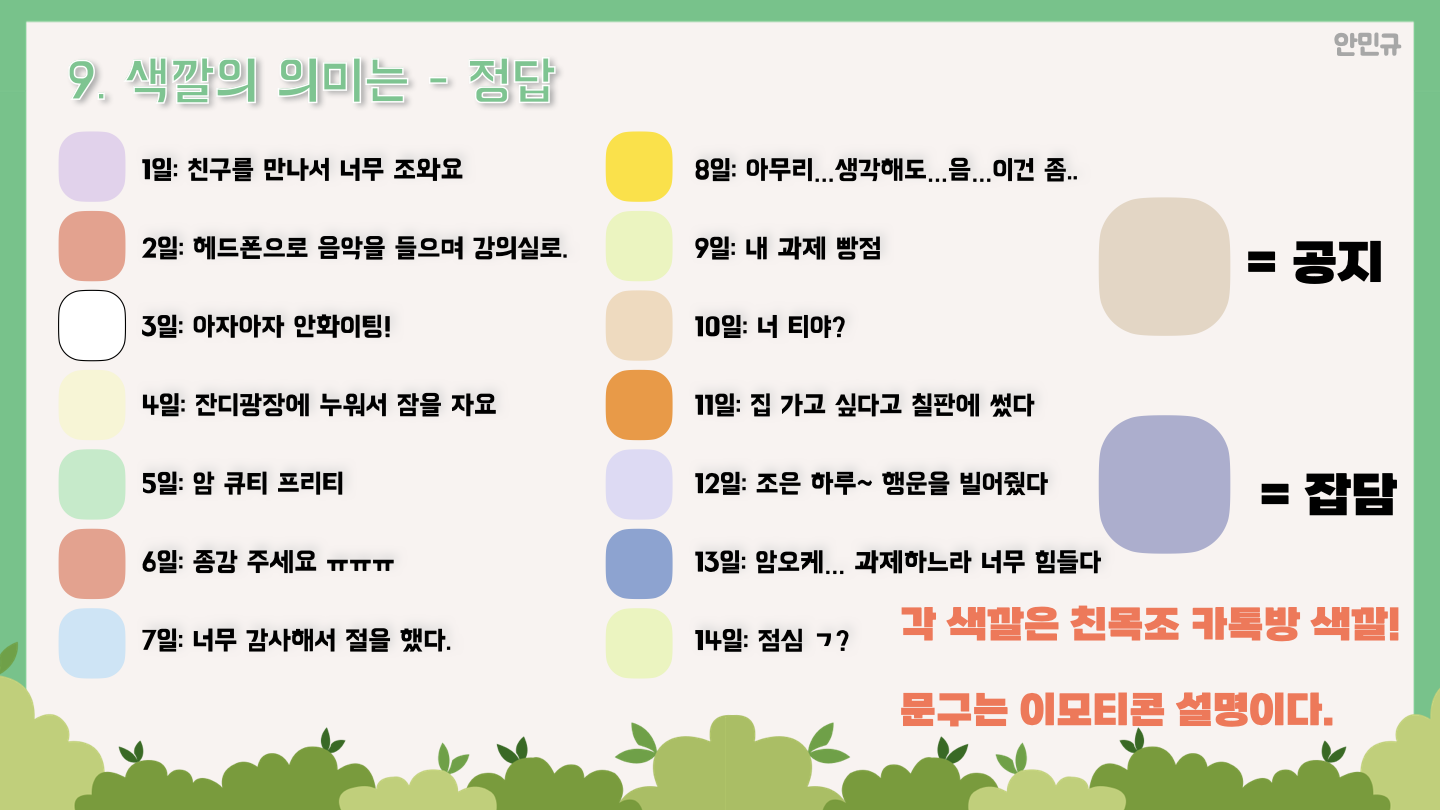 안민규
9. 색깔의 의미는 - 정답
1일: 친구를 만나서 너무 조와요
2일: 헤드폰으로 음악을 들으며 강의실로.
3일: 아자아자 안화이팅!
4일: 잔디광장에 누워서 잠을 자요
5일: 암 큐티 프리티
6일: 종강 주세요 ㅠㅠㅠ
7일: 너무 감사해서 절을 했다.
8일: 아무리...생각해도...음...이건 좀..
9일: 내 과제 빵점
10일: 너 티야?
11일: 집 가고 싶다고 칠판에 썼다
12일: 조은 하루~ 행운을 빌어줬다
13일: 암오케... 과제하느라 너무 힘들다
14일: 점심 ㄱ?
= 공지
= 잡담
각 색깔은 친목조 카톡방 색깔!
문구는 이모티콘 설명이다.